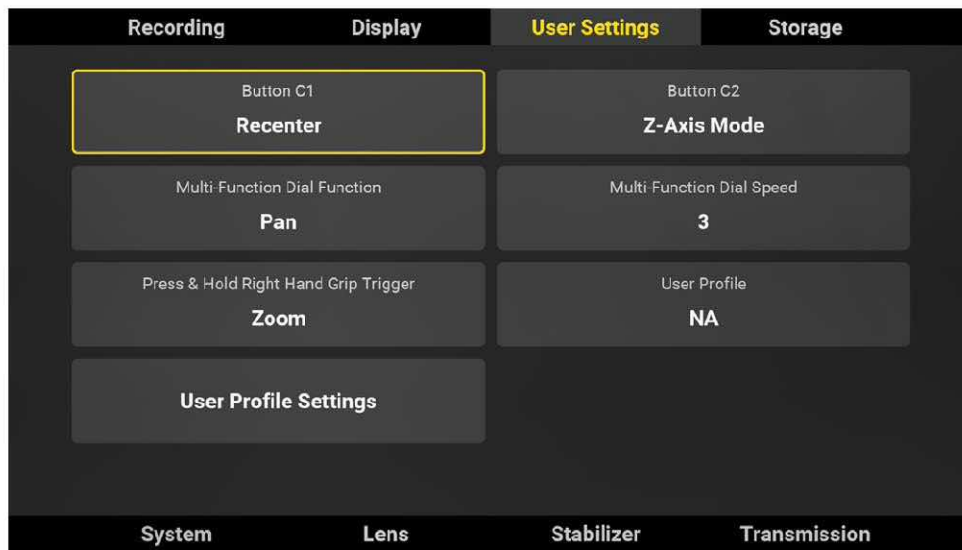 Recording Display User Settings Storage
Button C1
Recenter
Button C2
Z-Axis Mode
Multi-Function Dial Function
Pan
Multi-Function Dial Speed
3
Press & Hold Right Hand Grip Trigger
Zoom
User Profile
NA
User Profile Settings
System Lens Stabilizer Transmission